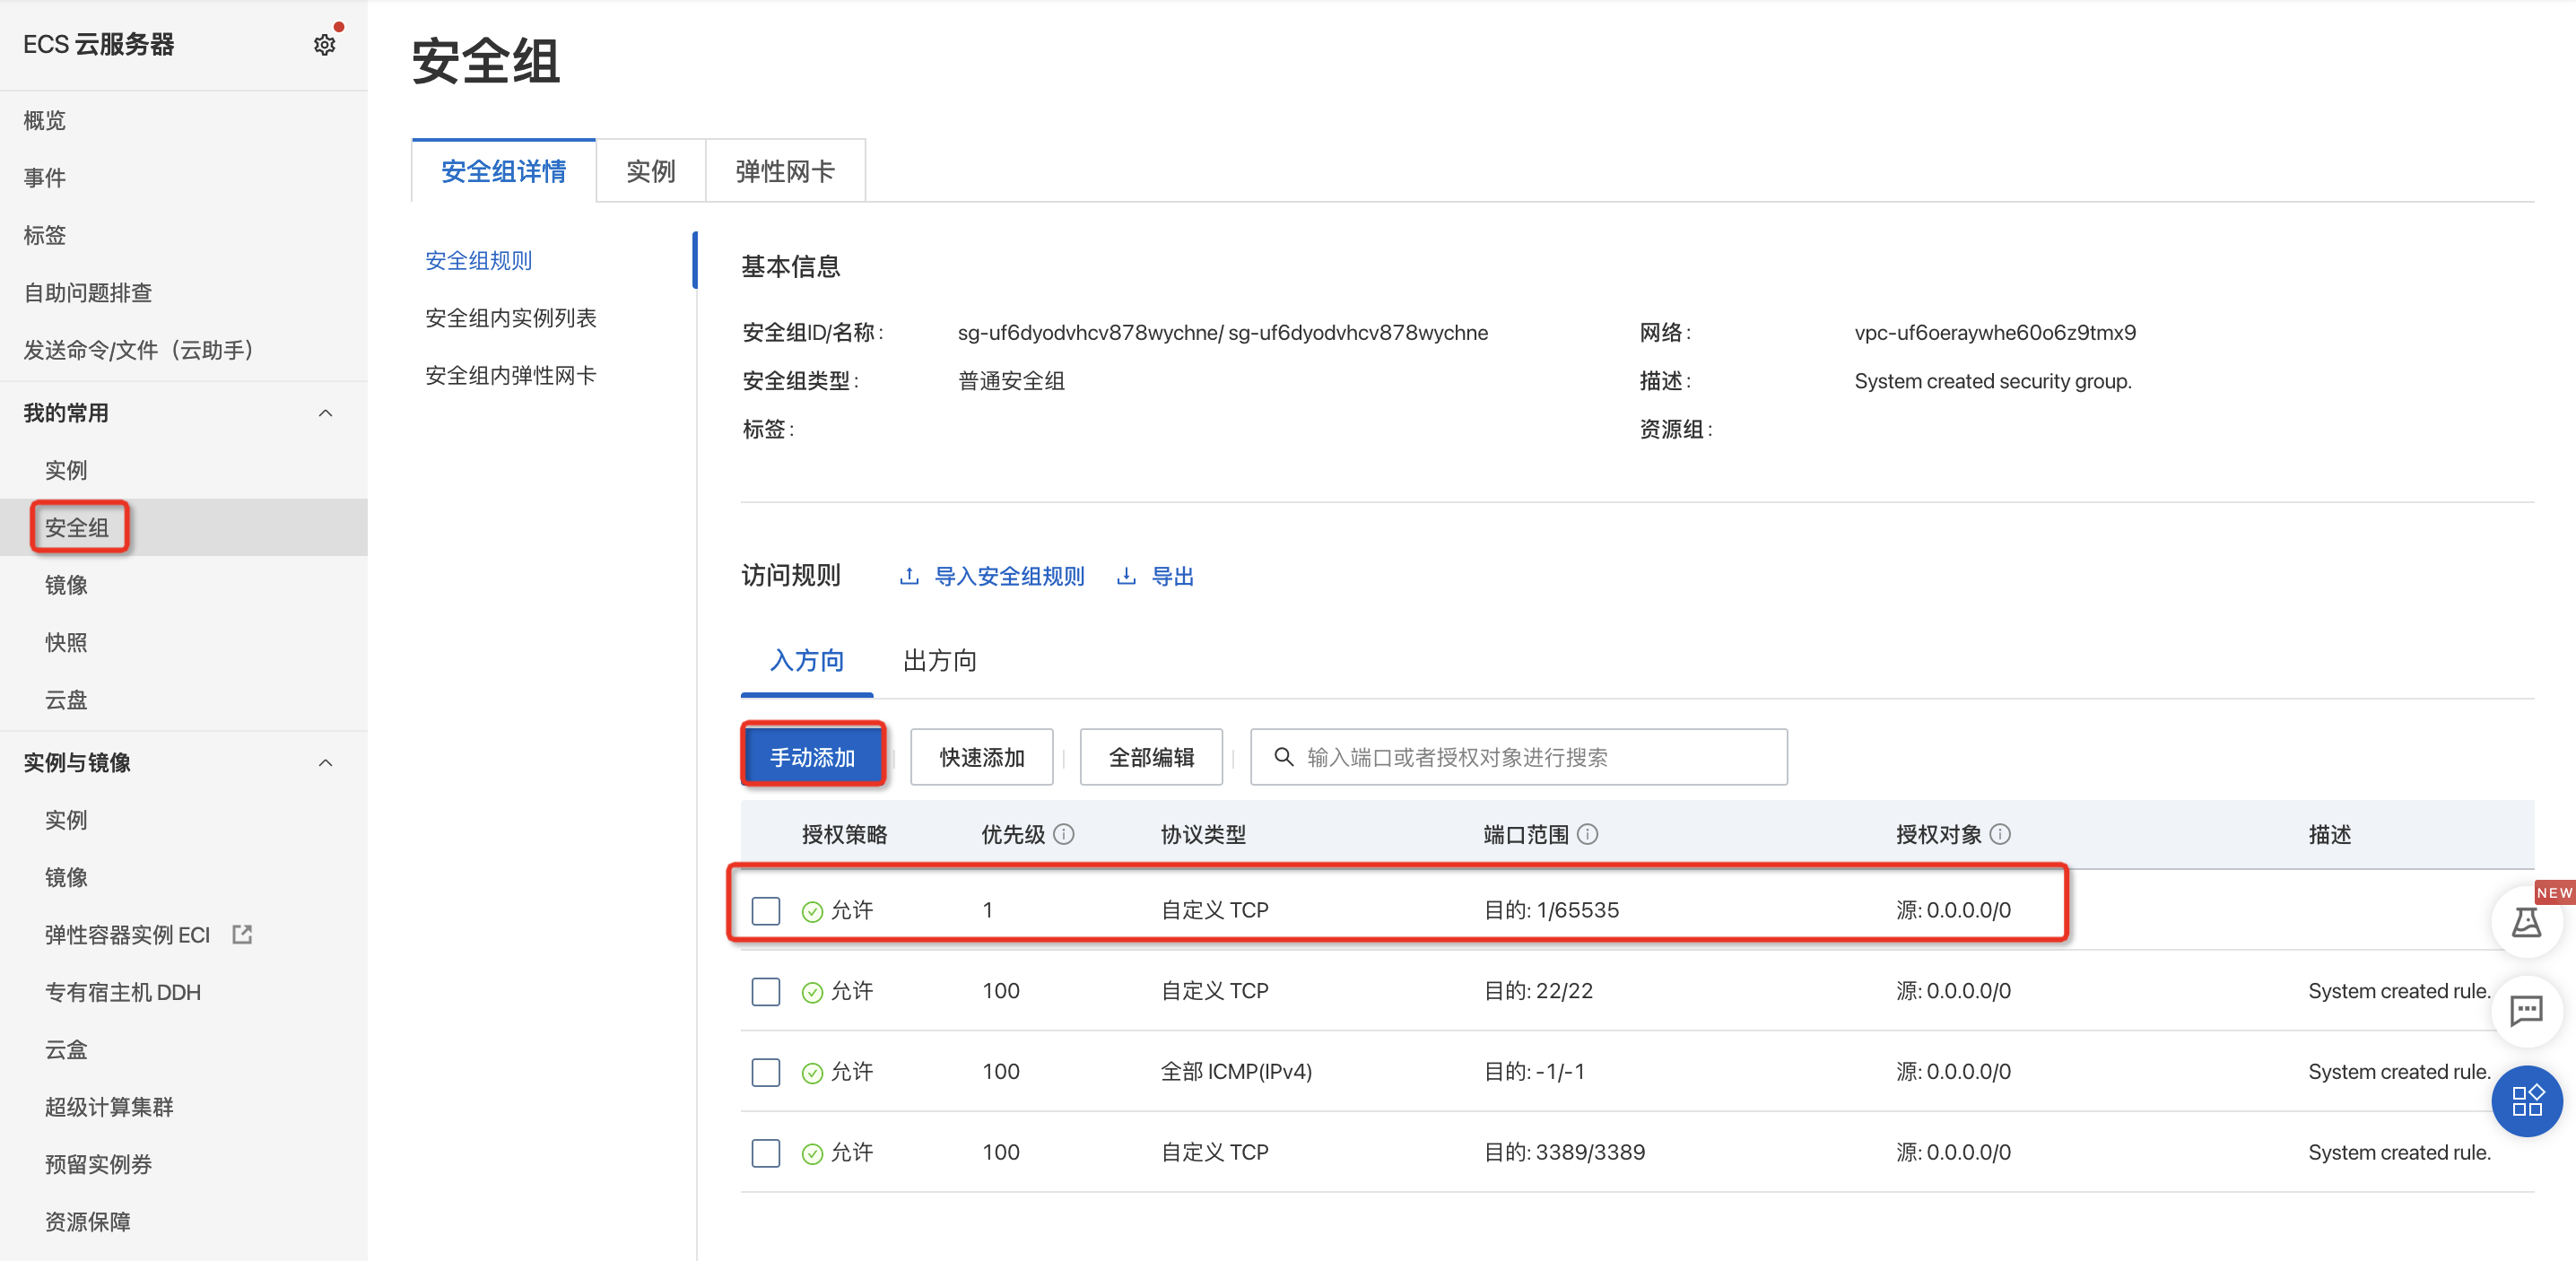 ECS 云服务器
概览
事件
标签
自助问题排查
发送命令/文件（云助手）
我的常用
实例
安全组
镜像
快照
云盘
实例与镜像
实例
镜像
弹性容器实例 ECI
专有宿主机 DDH
云盒
超级计算集群
预留实例券
资源保障
安全组
安全组详情 实例 弹性网卡
安全组规则
安全组内实例列表
安全组内弹性网卡
基本信息
安全组ID/名称: sg-uf6dyodvhcv878wychne/ sg-uf6dyodvhcv878wychne 网络: vpc-uf6oeraywhe60o6z9tmx9
安全组类型: 普通安全组 描述: System created security group.
标签: 资源组:
访问规则 导入安全组规则 导出
入方向 出方向
手动添加 快速添加 全部编辑 输入端口或者授权对象进行搜索
授权策略 优先级 协议类型 端口范围 授权对象 描述
允许 1 自定义 TCP 目的: 1/65535 源: 0.0.0.0/0
允许 100 自定义 TCP 目的: 22/22 源: 0.0.0.0/0 System created rule.
允许 100 全部 ICMP(IPv4) 目的: -1/-1 源: 0.0.0.0/0 System created rule.
允许 100 自定义 TCP 目的: 3389/3389 源: 0.0.0.0/0 System created rule.
NEW